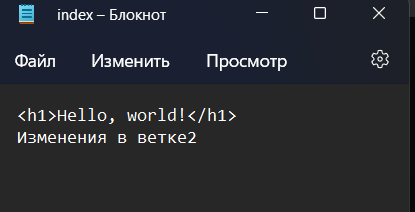 index – Блокнот
Файл Изменить Просмотр
<h1>Hello, world!</h1>
Изменения в ветке2